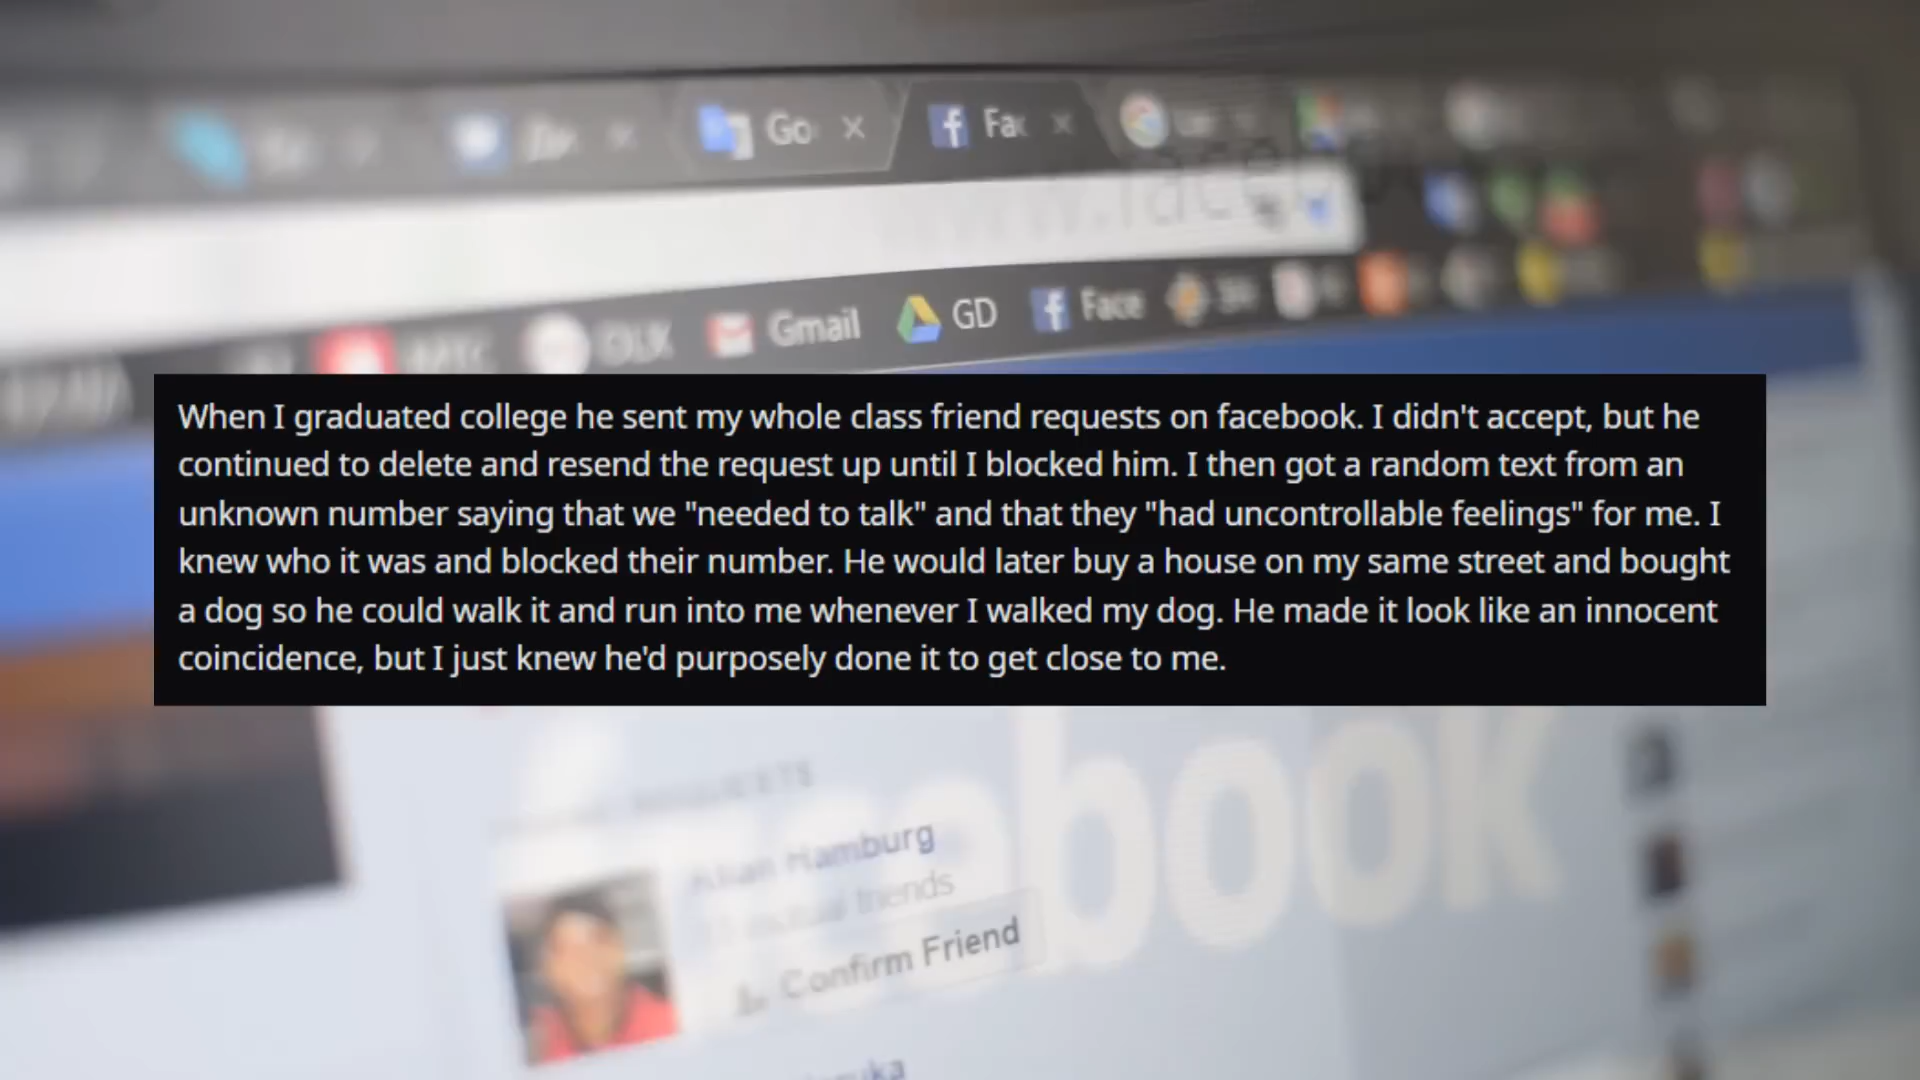 Go
Fac
Gmail
GD
Face
When I graduated college he sent my whole class friend requests on facebook. I didn't accept, but he
continued to delete and resend the request up until I blocked him. I then got a random text from an
unknown number saying that we "needed to talk" and that they "had uncontrollable feelings" for me. I
knew who it was and blocked their number. He would later buy a house on my same street and bought
a dog so he could walk it and run into me whenever I walked my dog. He made it look like an innocent
coincidence, but I just knew he'd purposely done it to get close to me.
Hamburg
friends
Confirm Friend